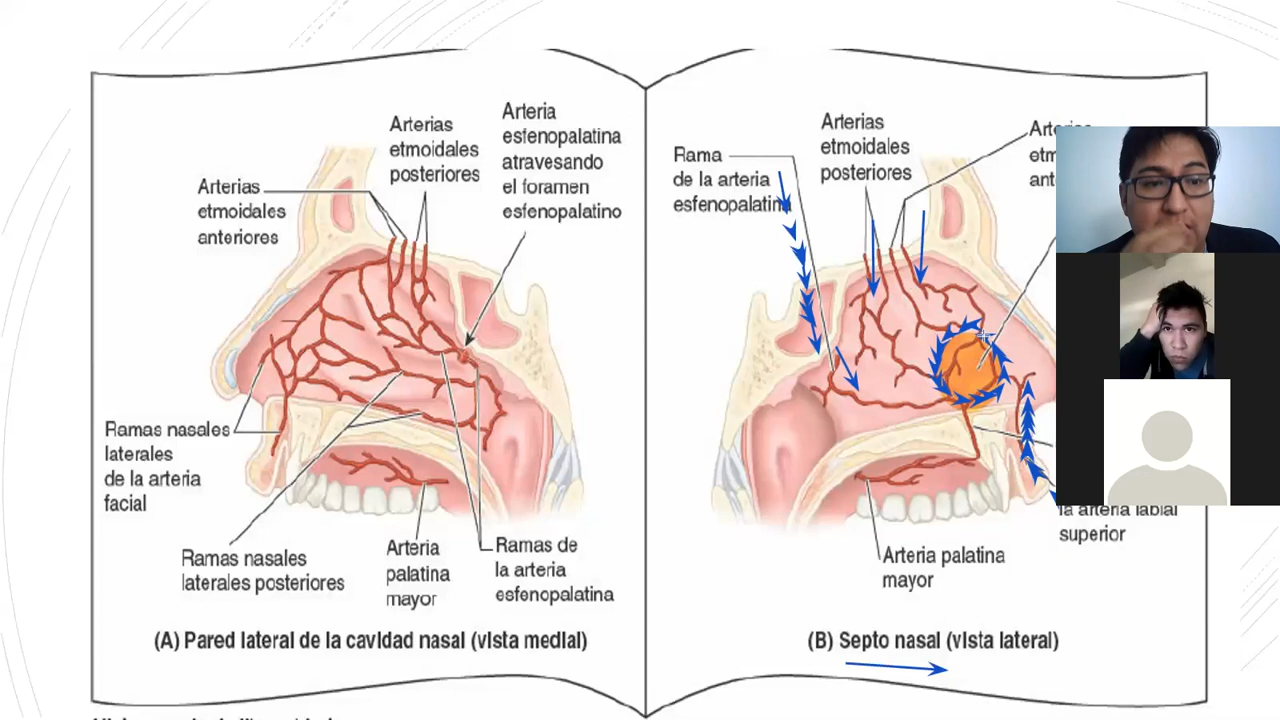 Arterias
etmoidales
anteriores
Arterias
etmoidales
posteriores
Arteria
esfenopalatina
atravesando
el foramen
esfenopalatino
Ramas nasales
laterales
de la arteria
facial
Ramas nasales
laterales posteriores
Arteria
palatina
mayor
Ramas de
la arteria
esfenopalatina
(A) Pared lateral de la cavidad nasal (vista medial)
Rama
de la arteria
esfenopalatina
Arterias
etmoidales
posteriores
Arterias
la arteria labial
superior
Arteria palatina
mayor
(B) Septo nasal (vista lateral)